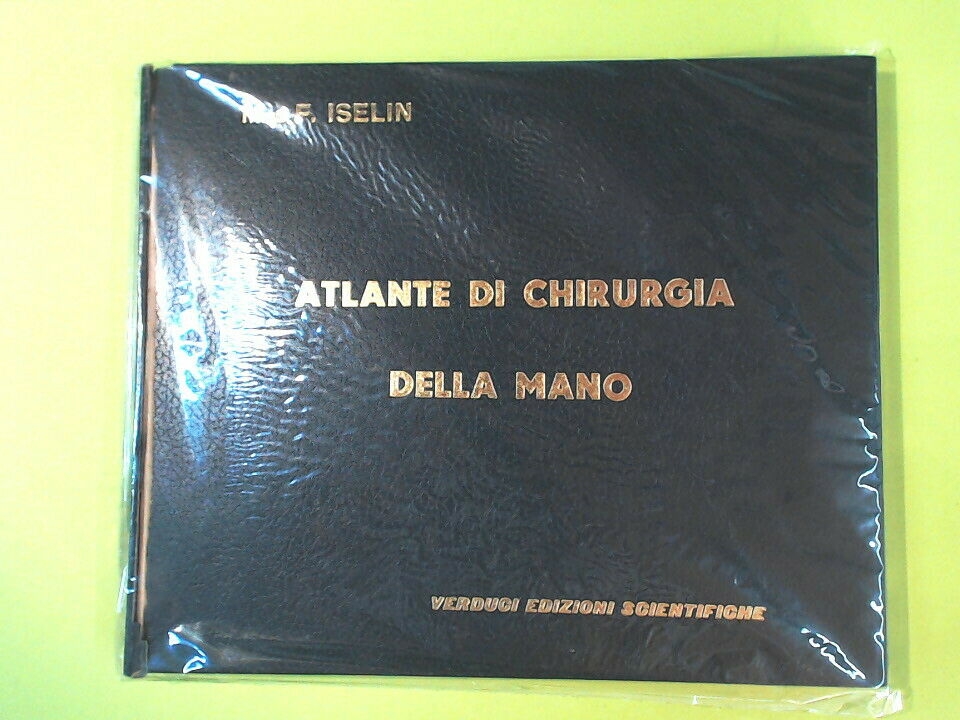 F. ISELIN
ATLANTE DI CHIRURGIA
DELLA MANO
VERDUCI EDIZIONI SCIENTIFICHE